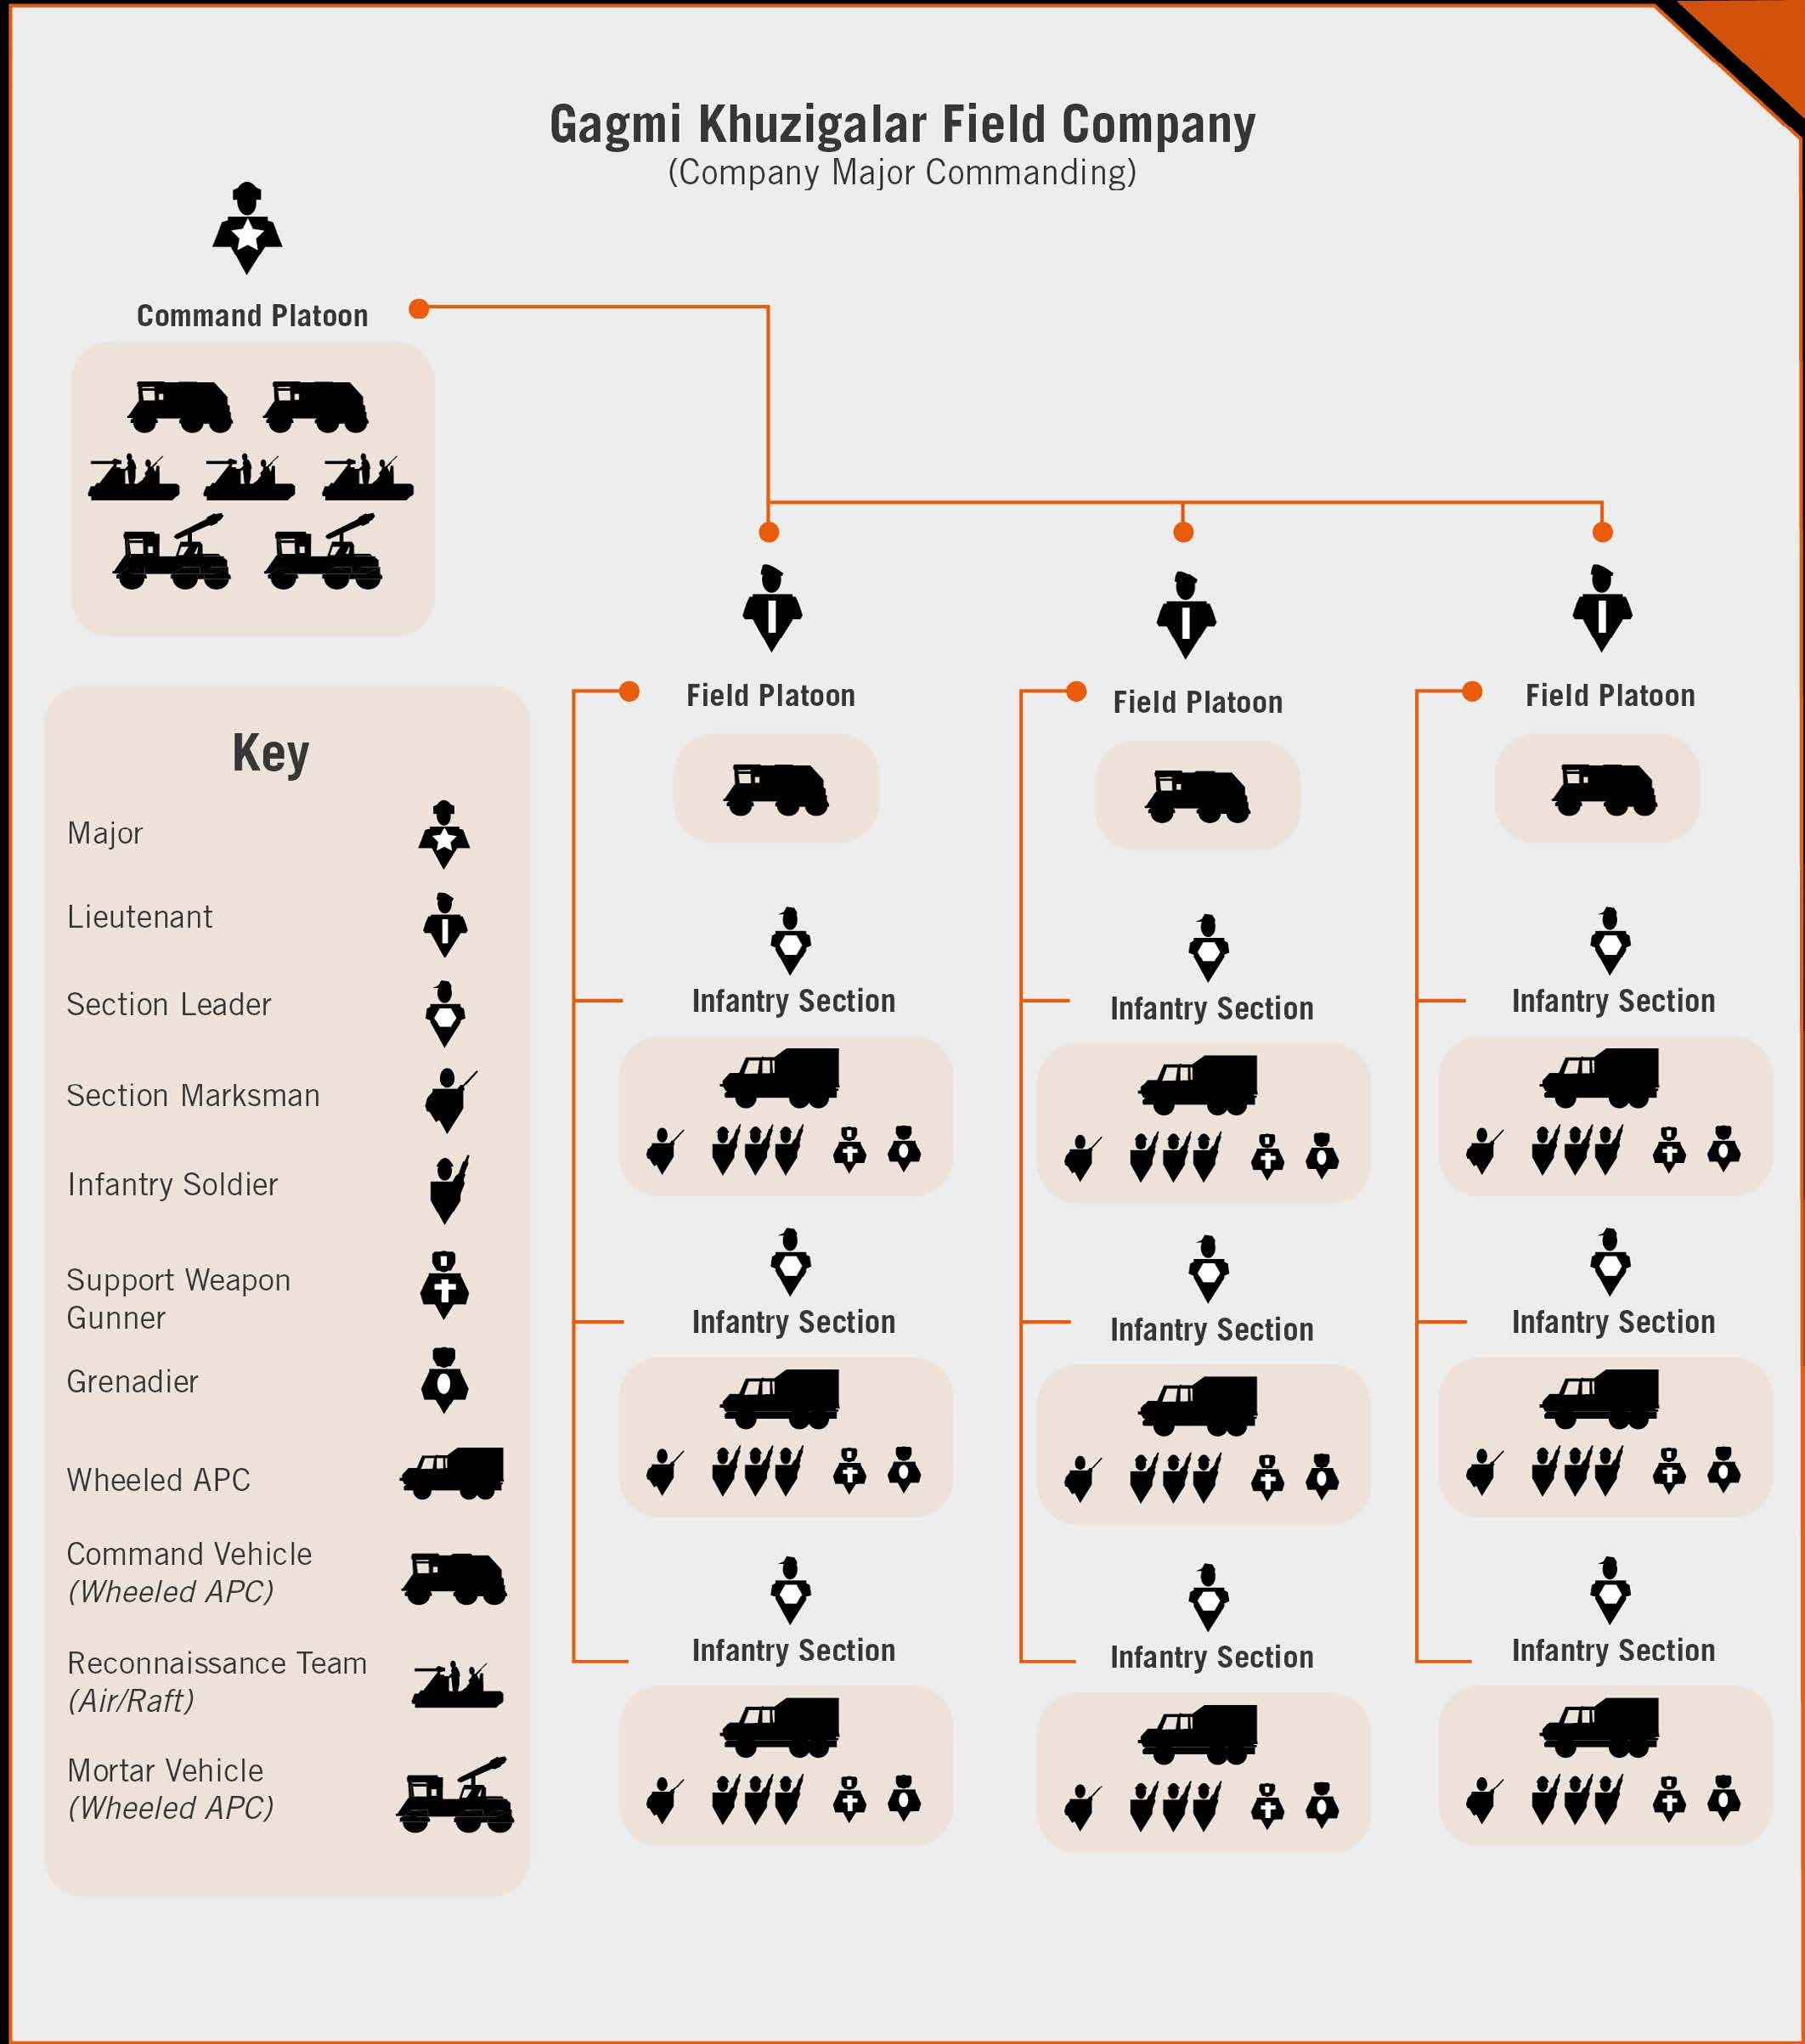 Gagmi Khuzigalar Field Company
(Company Major Commanding)
Command Platoon
Key
Major
Lieutenant
Section Leader
Section Marksman
Infantry Soldier
Support Weapon
Gunner
Grenadier
Wheeled APC
Command Vehicle
(Wheeled APC)
Reconnaissance Team
(Air/Raft)
Mortar Vehicle
(Wheeled APC)
Field Platoon
Infantry Section
Infantry Section
Infantry Section
Field Platoon
Infantry Section
Infantry Section
Infantry Section
Field Platoon
Infantry Section
Infantry Section
Infantry Section